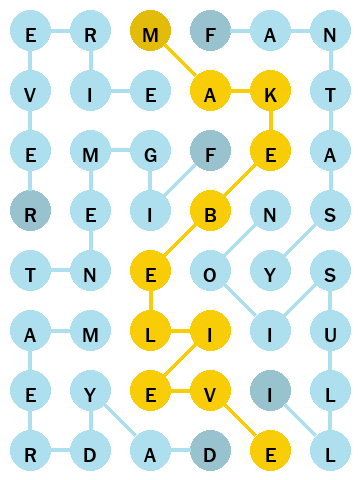 E R M F A N
V I E A K T
E M G F E A
R E I B N S
T N E O Y S
A M L I I U
E Y E V I L
R D A D E L